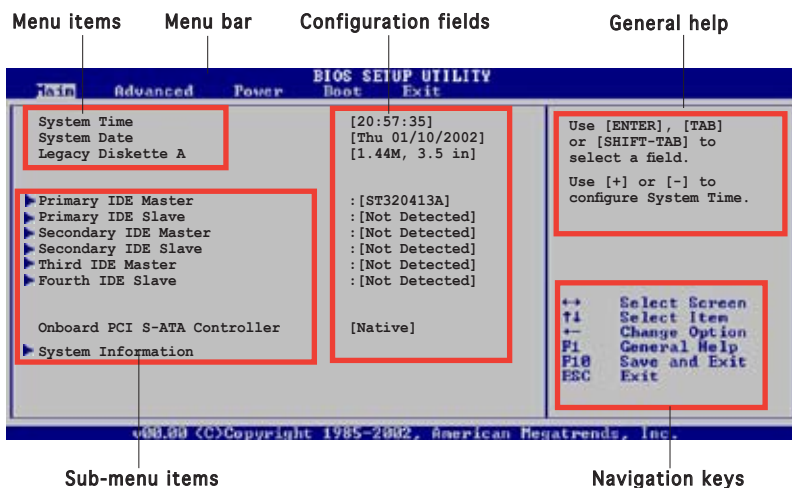 Menu items Menu bar Configuration fields General help
BIOS SETUP UTILITY
Main Advanced Power Boot Exit
System Time [20:57:35]
System Date [Thu 01/10/2002]
Legacy Diskette A [1.44M, 3.5 in]
Use [ENTER], [TAB]
or [SHIFT-TAB] to
select a field.
Use [+] or [-] to
configure System Time.
Primary IDE Master :[ST320413A]
Primary IDE Slave :[Not Detected]
Secondary IDE Master :[Not Detected]
Secondary IDE Slave :[Not Detected]
Third IDE Master :[Not Detected]
Fourth IDE Slave :[Not Detected]
Onboard PCI S-ATA Controller [Native]
System Information
↔ Select Screen
↑↓ Select Item
+- Change Option
F1 General Help
F10 Save and Exit
ESC Exit
v00.00 (C)Copyright 1985-2002, American Megatrends, Inc.
Sub-menu items Navigation keys